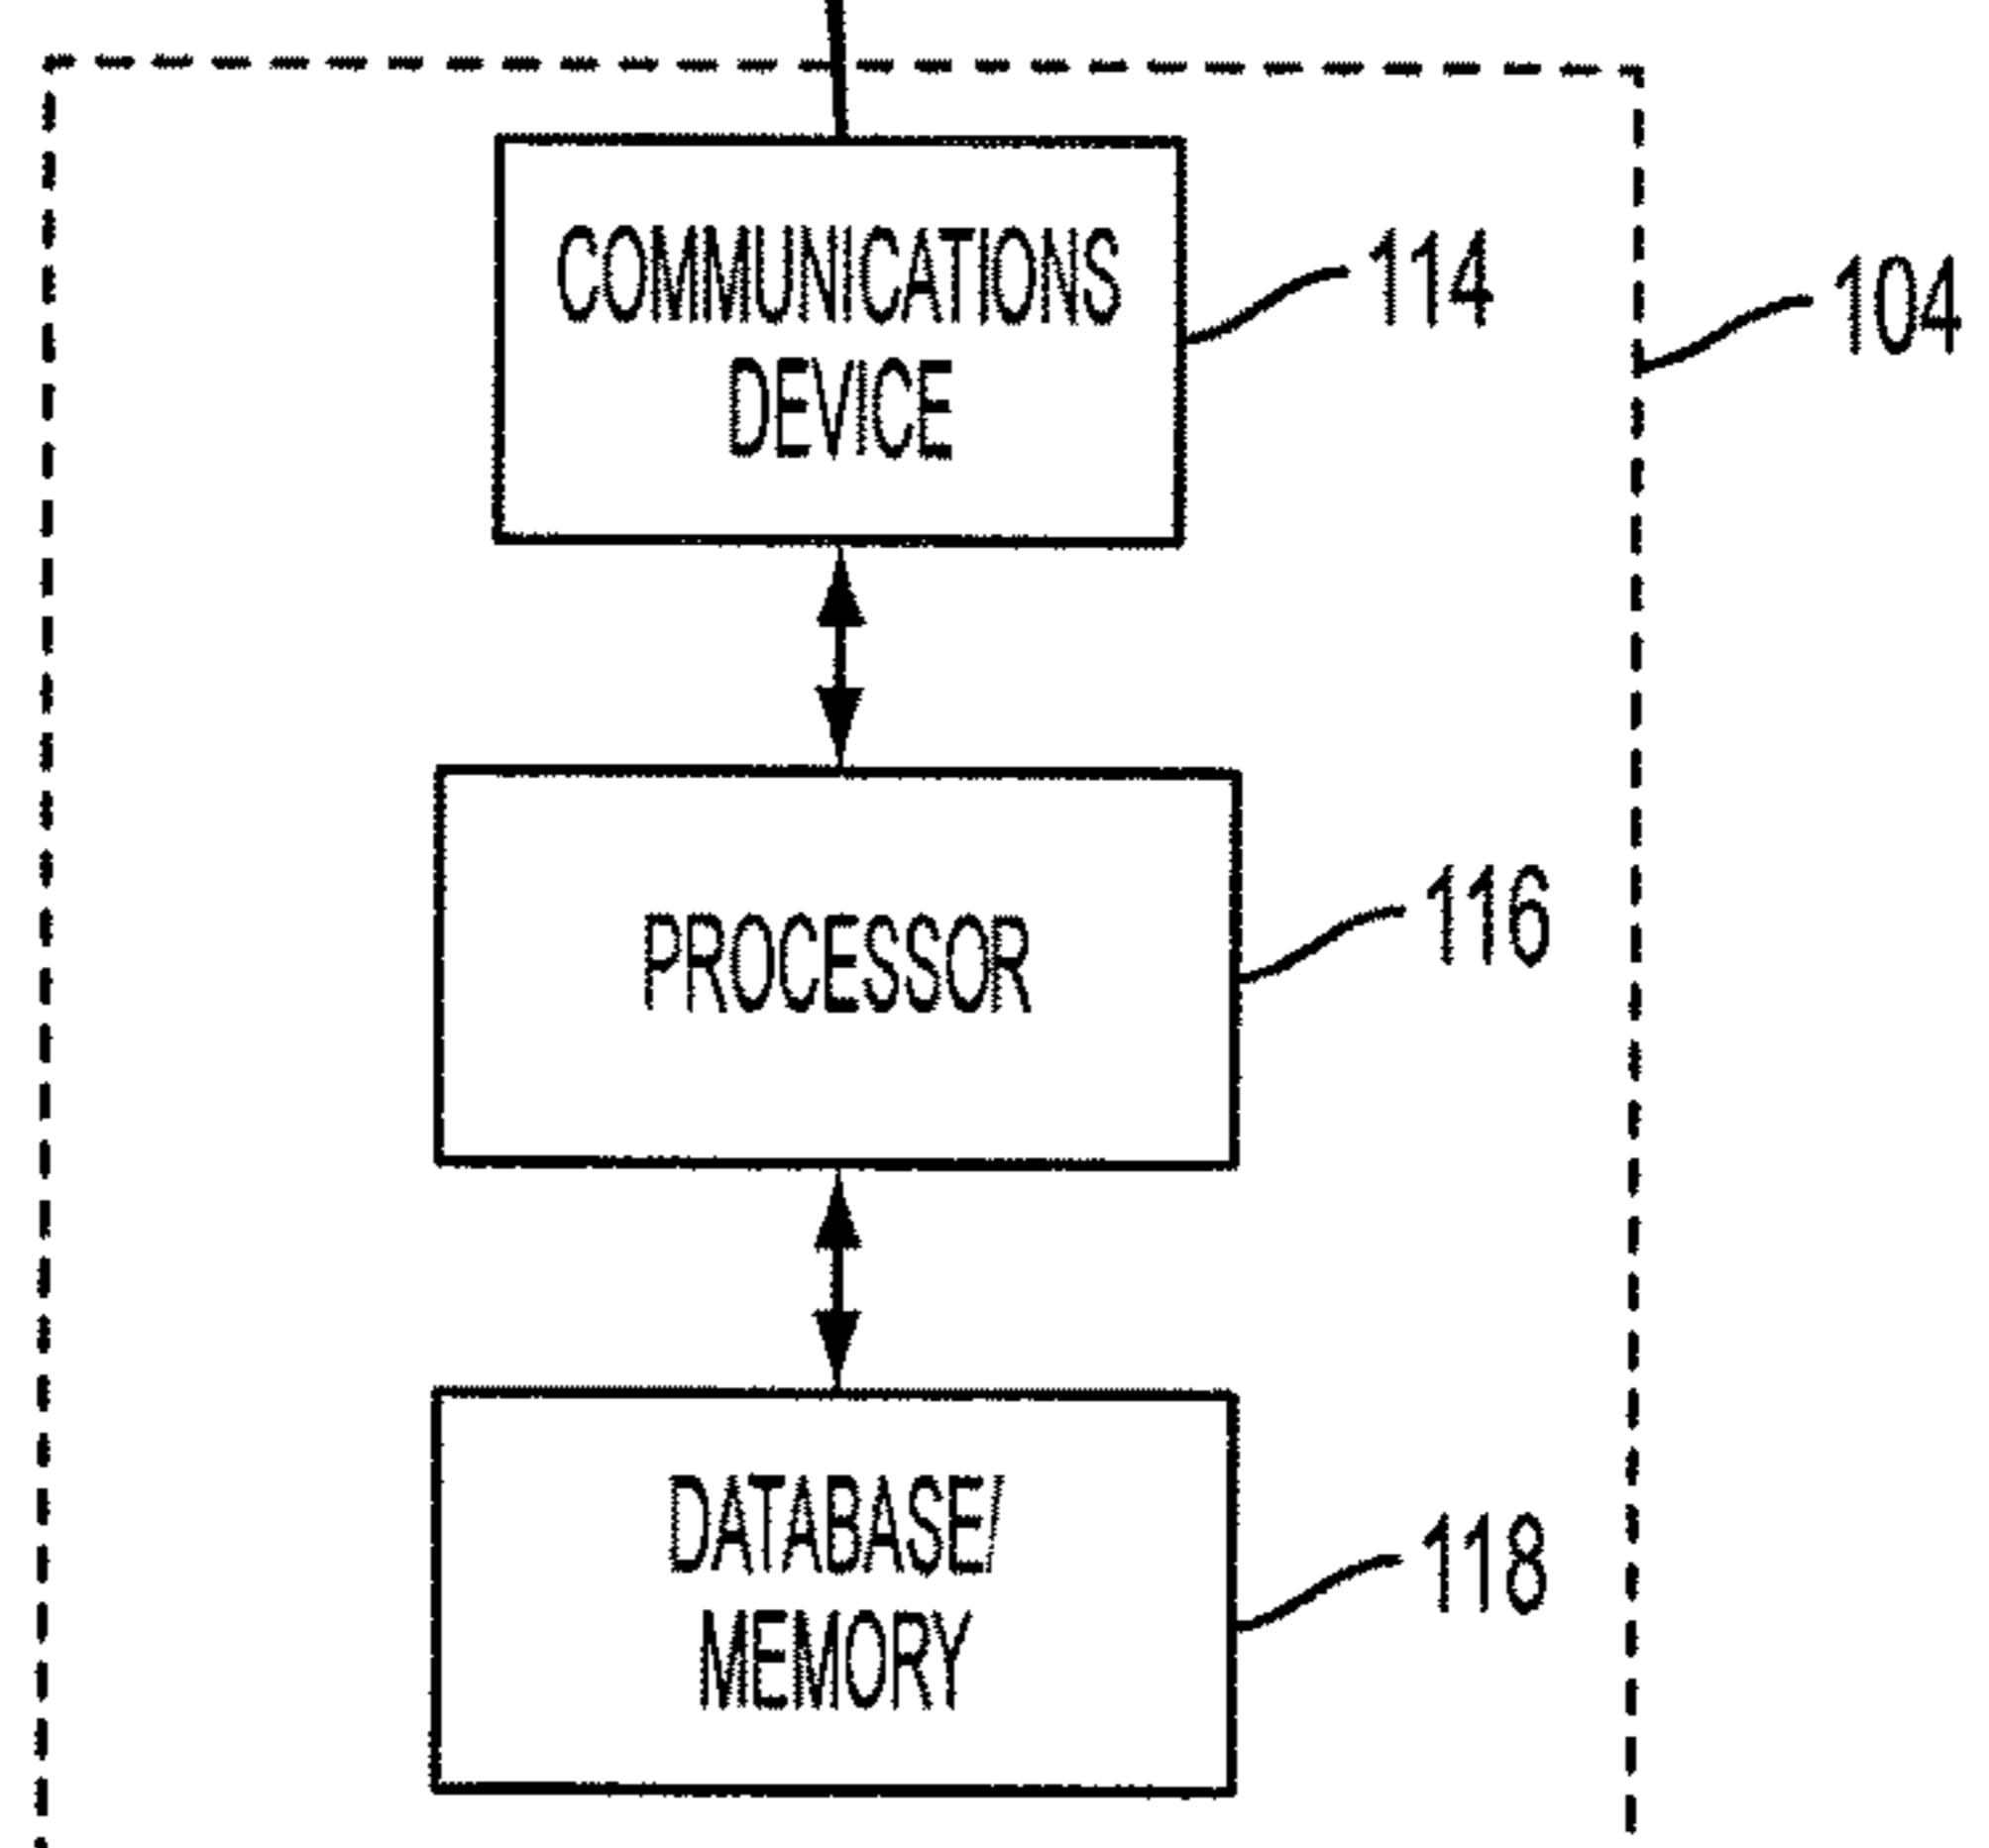 COMMUNICATIONS
DEVICE
114
104
PROCESSOR
116
DATABASE/
MEMORY
118